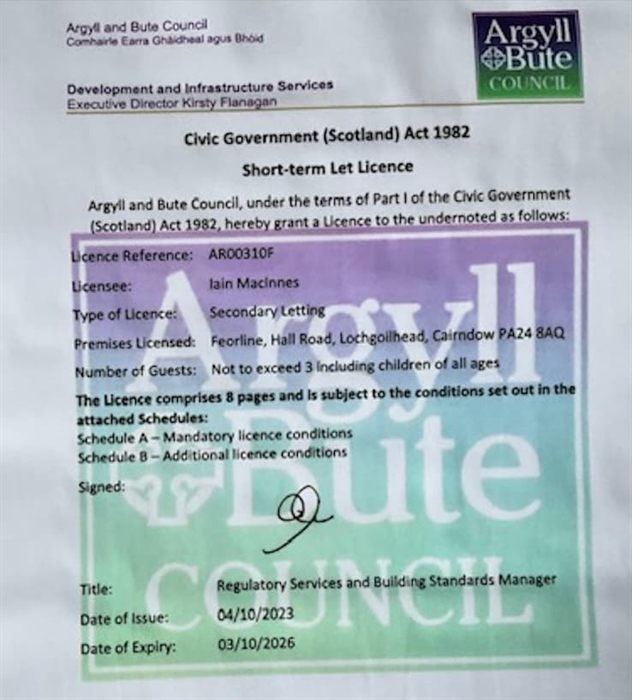 Argyll and Bute Council
Comhairle Earra Ghàidheal agus Bhòid
Argyll
Bute
COUNCIL
Development and Infrastructure Services
Executive Director Kirsty Flanagan
Civic Government (Scotland) Act 1982
Short-term Let Licence
Argyll and Bute Council, under the terms of Part I of the Civic Government
(Scotland) Act 1982, hereby grant a Licence to the undernoted as follows:
Licence Reference: AR00310F
Licensee: Iain MacInnes
Type of Licence: Secondary Letting
Premises Licensed: Feorline, Hall Road, Lochgoilhead, Cairndow PA24 8AQ
Number of Guests: Not to exceed 3 including children of all ages
The Licence comprises 8 pages and is subject to the conditions set out in the
attached Schedules:
Schedule A – Mandatory licence conditions
Schedule B – Additional licence conditions
Signed:
Title: Regulatory Services and Building Standards Manager
Date of Issue: 04/10/2023
Date of Expiry: 03/10/2026
Argyll
Bute
COUNCIL